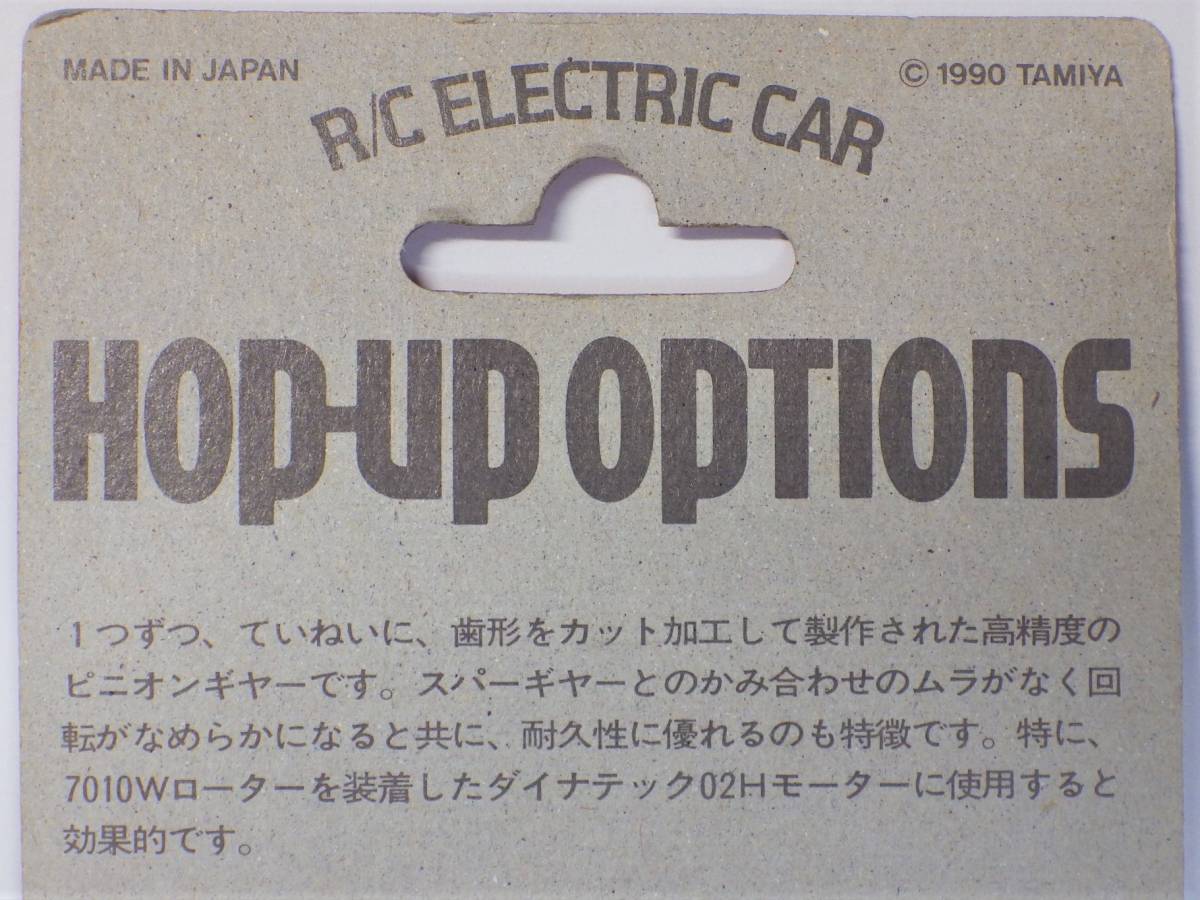 MADE IN JAPAN
© 1990 TAMIYA
R/C ELECTRIC CAR
HOP-UP OPTIONS
1つずつ、ていねいに、歯形をカット加工して製作された高精度の
ピニオンギヤーです。スパーギヤーとのかみ合わせのムラがなく回
転がなめらかになると共に、耐久性に優れるのも特徴です。特に、
7010Wローターを装着したダイナテック02Hモーターに使用すると
効果的です。